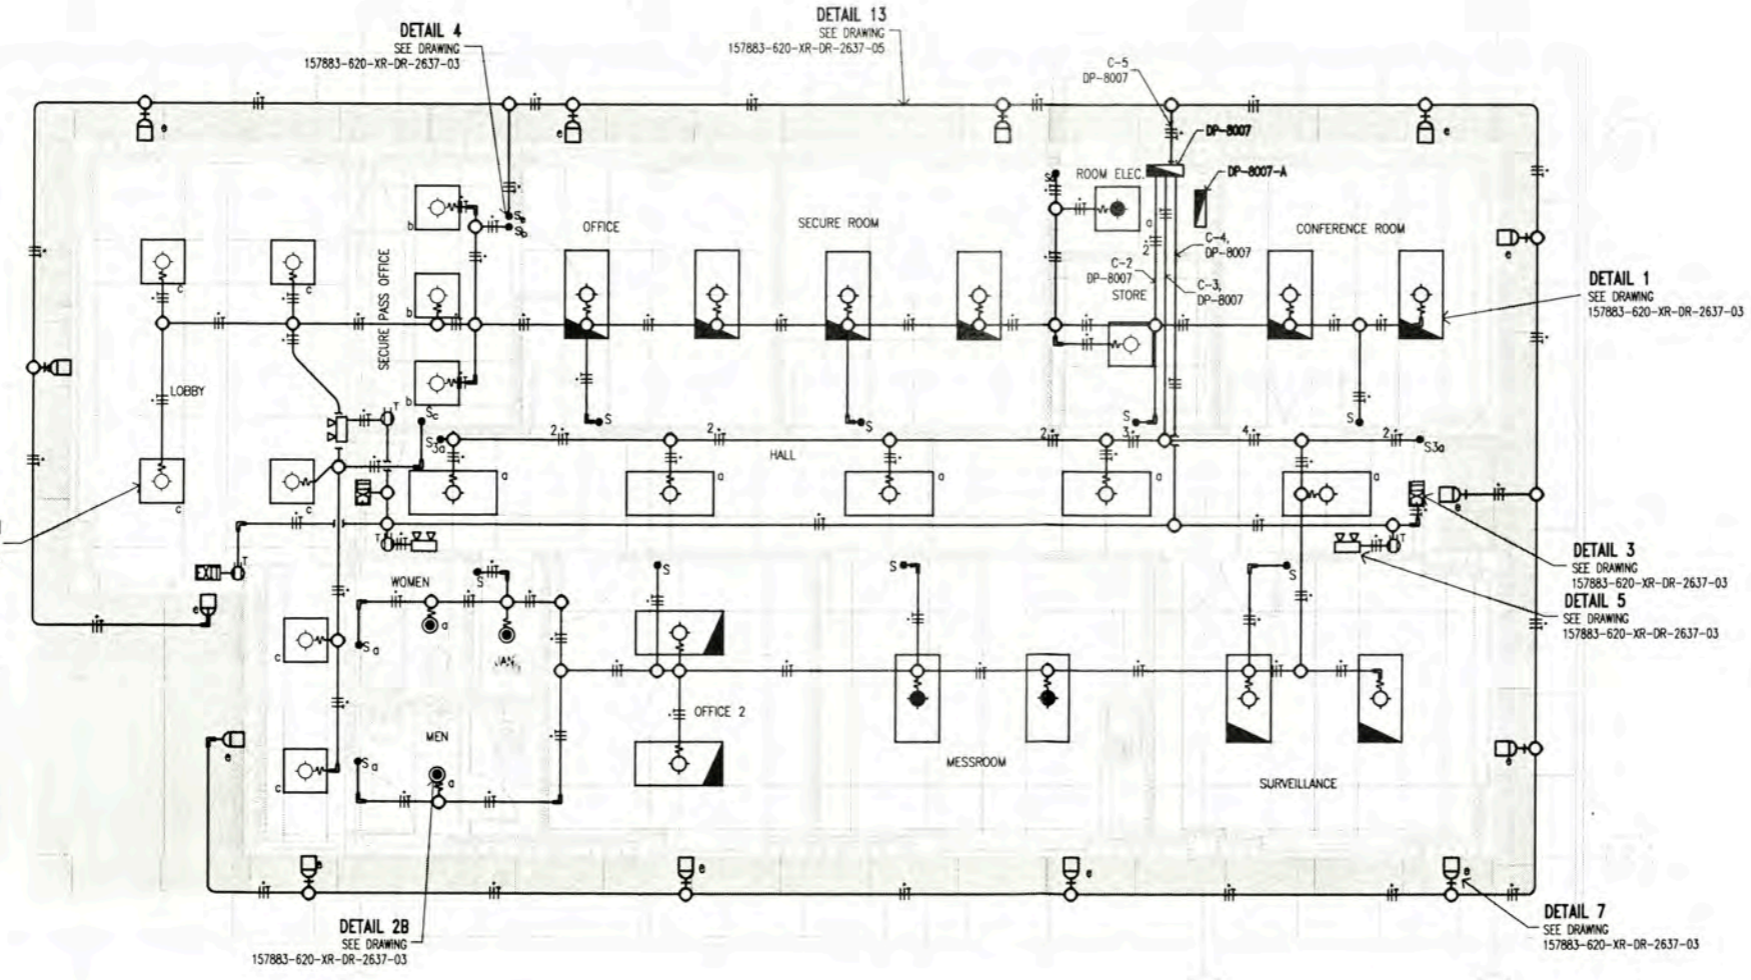 DETAIL 13
SEE DRAWING
157883-620-XR-DR-2637-05
DETAIL 4
SEE DRAWING
157883-620-XR-DR-2637-03
C-5
DP-8007
DP-8007
DP-8007-A
ROOM ELEC.
OFFICE
SECURE ROOM
CONFERENCE ROOM
SECURE PASS OFFICE
C-4,
DP-8007
C-2
DP-8007
C-3,
DP-8007
STORE
DETAIL 1
SEE DRAWING
157883-620-XR-DR-2637-03
LOBBY
HALL
EXIT
WOMEN
DETAIL 3
SEE DRAWING
157883-620-XR-DR-2637-03
DETAIL 5
SEE DRAWING
157883-620-XR-DR-2637-03
OFFICE 2
MEN
MESSROOM
SURVEILLANCE
DETAIL 2B
SEE DRAWING
157883-620-XR-DR-2637-03
DETAIL 7
SEE DRAWING
157883-620-XR-DR-2637-03